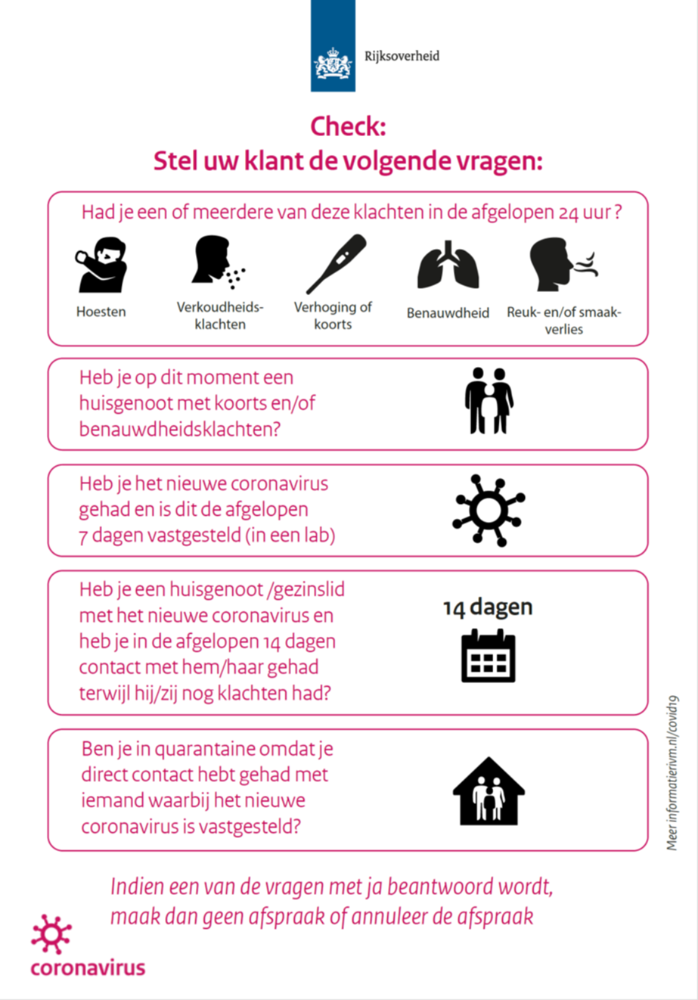 Rijksoverheid
Check:
Stel uw klant de volgende vragen:
Had je een of meerdere van deze klachten in de afgelopen 24 uur?
Hoesten
Verkoudheids-
klachten
Verhoging of
koorts
Benauwdheid
Reuk- en/of smaak-
verlies
Heb je op dit moment een
huisgenoot met koorts en/of
benauwdheidsklachten?
Heb je het nieuwe coronavirus
gehad en is dit de afgelopen
7 dagen vastgesteld (in een lab)
Heb je een huisgenoot /gezinslid
met het nieuwe coronavirus en
heb je in de afgelopen 14 dagen
contact met hem/haar gehad
terwijl hij/zij nog klachten had?
14 dagen
Ben je in quarantaine omdat je
direct contact hebt gehad met
iemand waarbij het nieuwe
coronavirus is vastgesteld?
Meer informatierivm.nl/covid19
Indien een van de vragen met ja beantwoord wordt,
maak dan geen afspraak of annuleer de afspraak
coronavirus